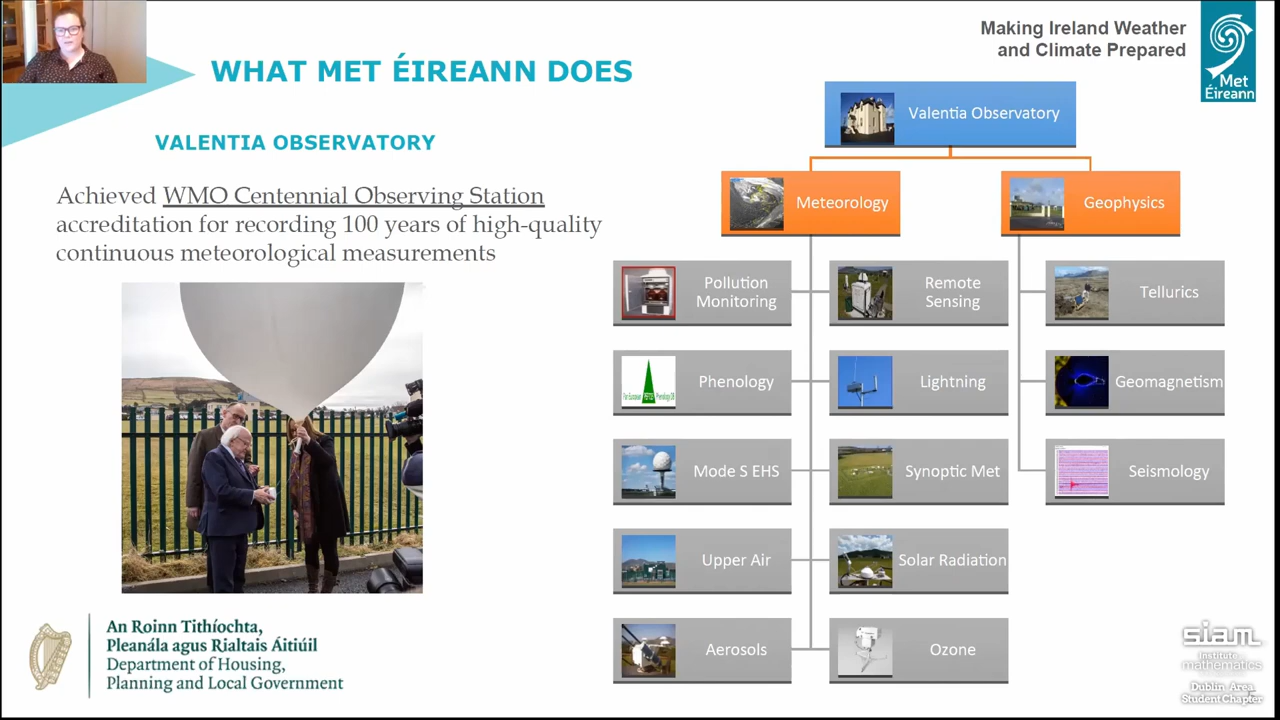 Making Ireland Weather
and Climate Prepared
Met
Éireann
WHAT MET ÉIREANN DOES
VALENTIA OBSERVATORY
Achieved WMO Centennial Observing Station
accreditation for recording 100 years of high-quality
continuous meteorological measurements
Valentia Observatory
Meteorology
Geophysics
Pollution
Monitoring
Remote
Sensing
Tellurics
Phenology
Lightning
Geomagnetism
Mode S EHS
Synoptic Met
Seismology
Upper Air
Solar Radiation
Aerosols
Ozone
An Roinn Tithíochta,
Pleanála agus Rialtais Áitiúil
Department of Housing,
Planning and Local Government
siam
Institute
mathematics
Dublin Area
Student Chapter